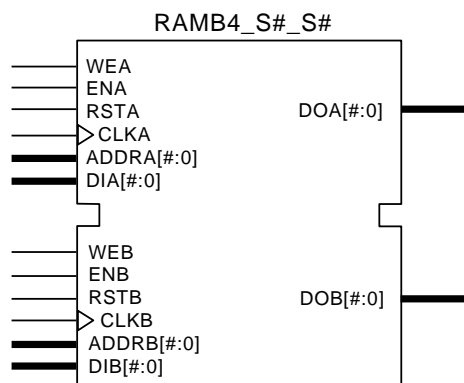 RAMB4_S#_S#
WEA
ENA
RSTA
DOA[#:0]
CLKA
ADDRA[#:0]
DIA[#:0]
WEB
ENB
RSTB
DOB[#:0]
CLKB
ADDRB[#:0]
DIB[#:0]